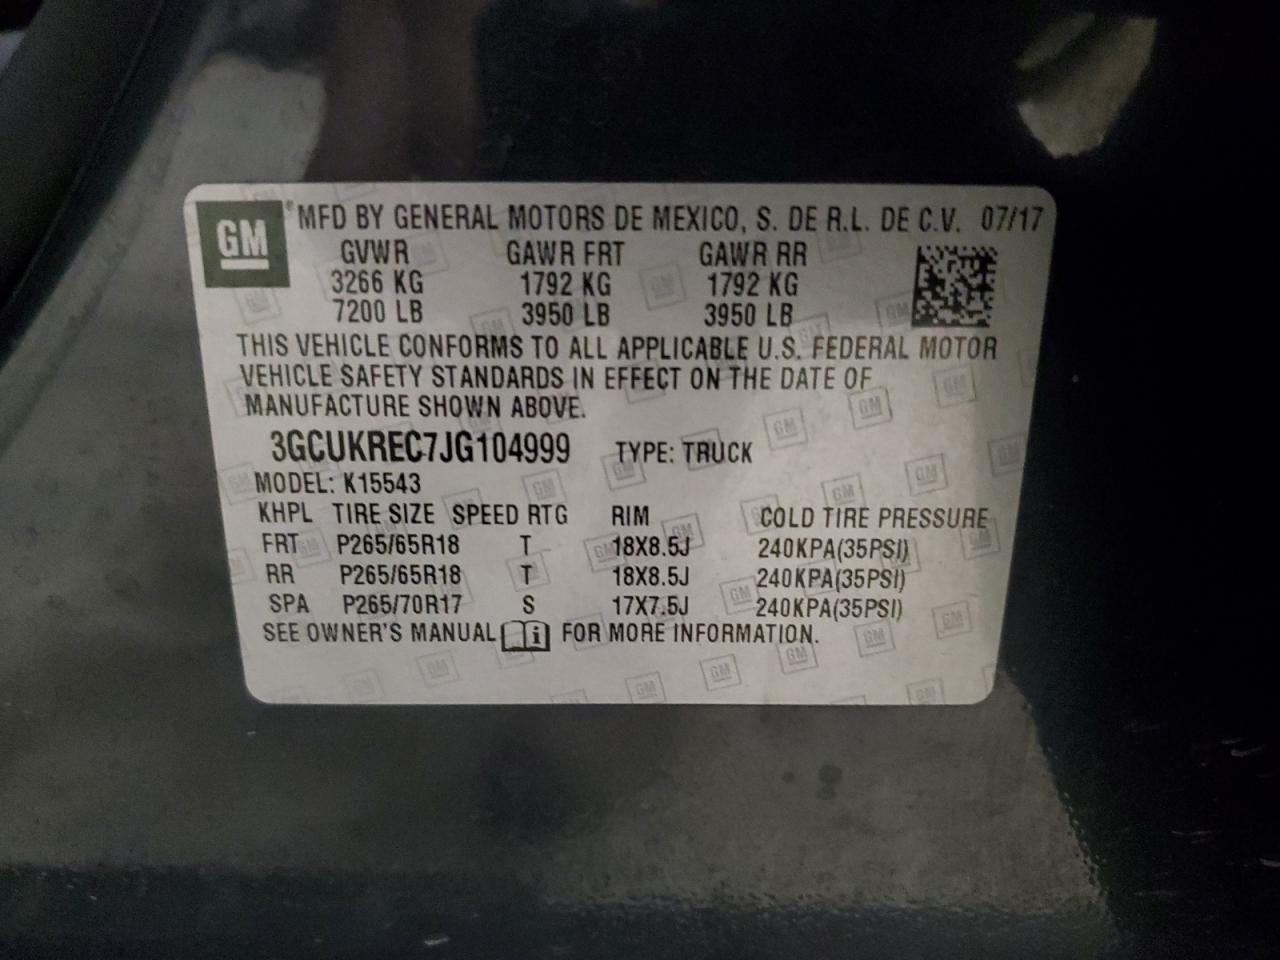 GM ® MFD BY GENERAL MOTORS DE MEXICO, S. DE R.L. DE C.V. 07/17
GVWR GAWR FRT GAWR RR
3266 KG 1792 KG 1792 KG
7200 LB 3950 LB 3950 LB
THIS VEHICLE CONFORMS TO ALL APPLICABLE U.S. FEDERAL MOTOR
VEHICLE SAFETY STANDARDS IN EFFECT ON THE DATE OF
MANUFACTURE SHOWN ABOVE.
3GCUKREC7JG104999 TYPE: TRUCK
MODEL: K15543
KHPL TIRE SIZE SPEED RTG RIM COLD TIRE PRESSURE
FRT P265/65R18 T 18X8.5J 240KPA(35PSI)
RR P265/65R18 T 18X8.5J 240KPA(35PSI)
SPA P265/70R17 S 17X7.5J 240KPA(35PSI)
SEE OWNER'S MANUAL i FOR MORE INFORMATION.